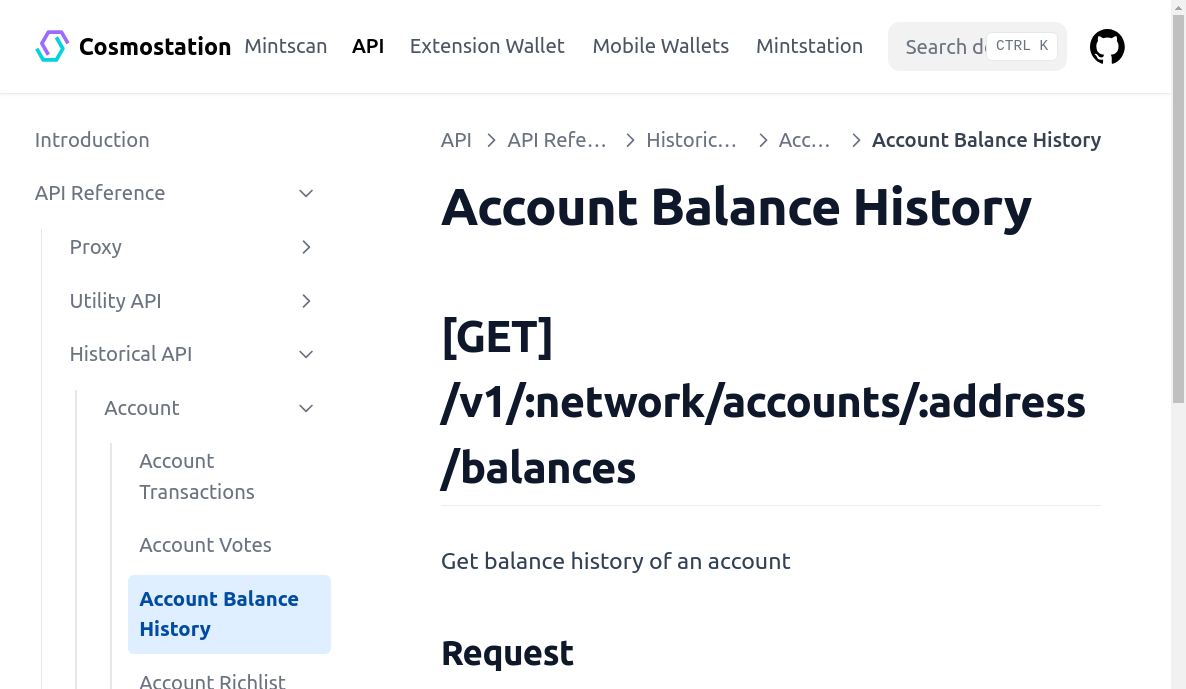 Cosmostation Mintscan API Extension Wallet Mobile Wallets Mintstation Search d CTRL K
Introduction
API Reference
Proxy
Utility API
Historical API
Account
Account
Transactions
Account Votes
Account Balance
History
Account Richlist
API API Refe… Historic… Acc… Account Balance History
Account Balance History
[GET]
/v1/:network/accounts/:address
/balances
Get balance history of an account
Request